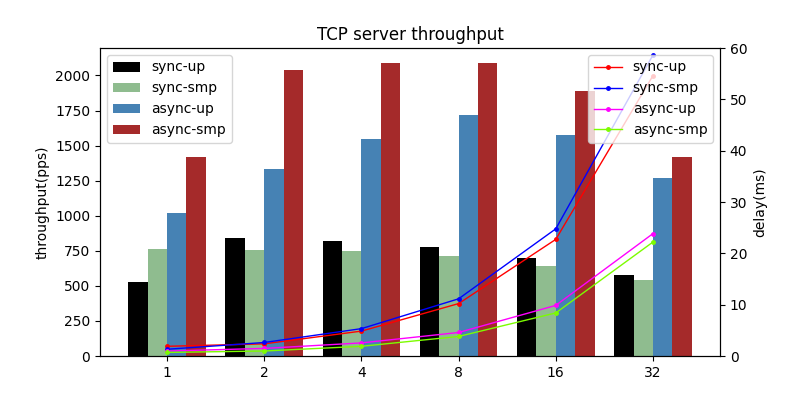 TCP server throughput
sync-up
sync-smp
async-up
async-smp
sync-up
sync-smp
async-up
async-smp
throughput(pps)
2000
1750
1500
1250
1000
750
500
250
0
1
2
4
8
16
32
60
50
40
30
20
10
0
delay(ms)